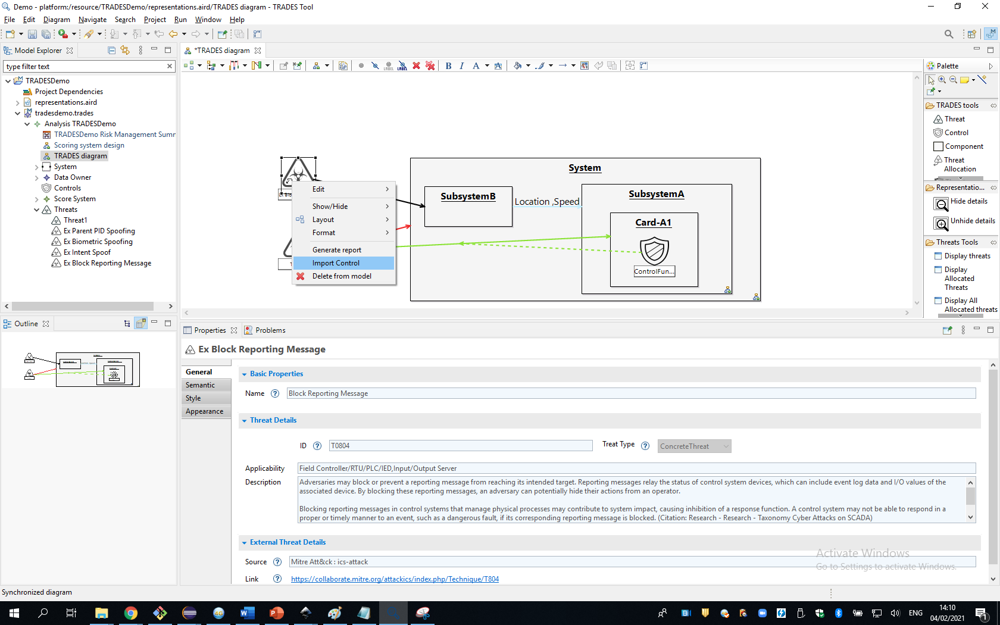 Demo - platform:/resource/TRADESDemo/representations.aird/TRADES diagram - TRADES Tool
File Edit Diagram Navigate Search Project Run Window Help
Model Explorer
type filter text
TRADESDemo
Project Dependencies
representations.aird
tradesdemo.trades
Analysis TRADESDemo
TRADESDemo Risk Management Summ
Scoring system design
TRADES diagram
System
Data Owner
Controls
Score System
Threats
Threat1
Ex Parent PID Spoofing
Ex Biometric Spoofing
Ex Intent Spoof
Ex Block Reporting Message
Outline
*TRADES diagram
LABEL LABEL B I A A
System
SubsystemB
Location ,Speed
SubsystemA
Card-A1
ControlFun...
Edit
Show/Hide
Layout
Format
Generate report
Import Control
Delete from model
Palette
TRADES tools
Threat
Control
Component
Threat
Allocation
Representatio...
Hide details
Unhide details
Threats Tools
Display threats
Display
Allocated
Threats
Display All
Allocated threats
Properties Problems
Ex Block Reporting Message
General
Semantic
Style
Appearance
Basic Properties
Name ? Block Reporting Message
Threat Details
ID ? T0804 Treat Type ? ConcreteThreat
Applicability Field Controller/RTU/PLC/IED,Input/Output Server
Description Adversaries may block or prevent a reporting message from reaching its intended target. Reporting messages relay the status of control system devices, which can include event log data and I/O values of the
associated device. By blocking these reporting messages, an adversary can potentially hide their actions from an operator.
Blocking reporting messages in control systems that manage physical processes may contribute to system impact, causing inhibition of a response function. A control system may not be able to respond in a
proper or timely manner to an event, such as a dangerous fault, if its corresponding reporting message is blocked. (Citation: Research - Research - Taxonomy Cyber Attacks on SCADA)
External Threat Details
Source ? Mitre Att&ck : ics-attack
Link ? https://collaborate.mitre.org/attackics/index.php/Technique/T804
Activate Windows
Go to Settings to activate Windows.
Synchronized diagram
ENG
14:10
04/02/2021
1